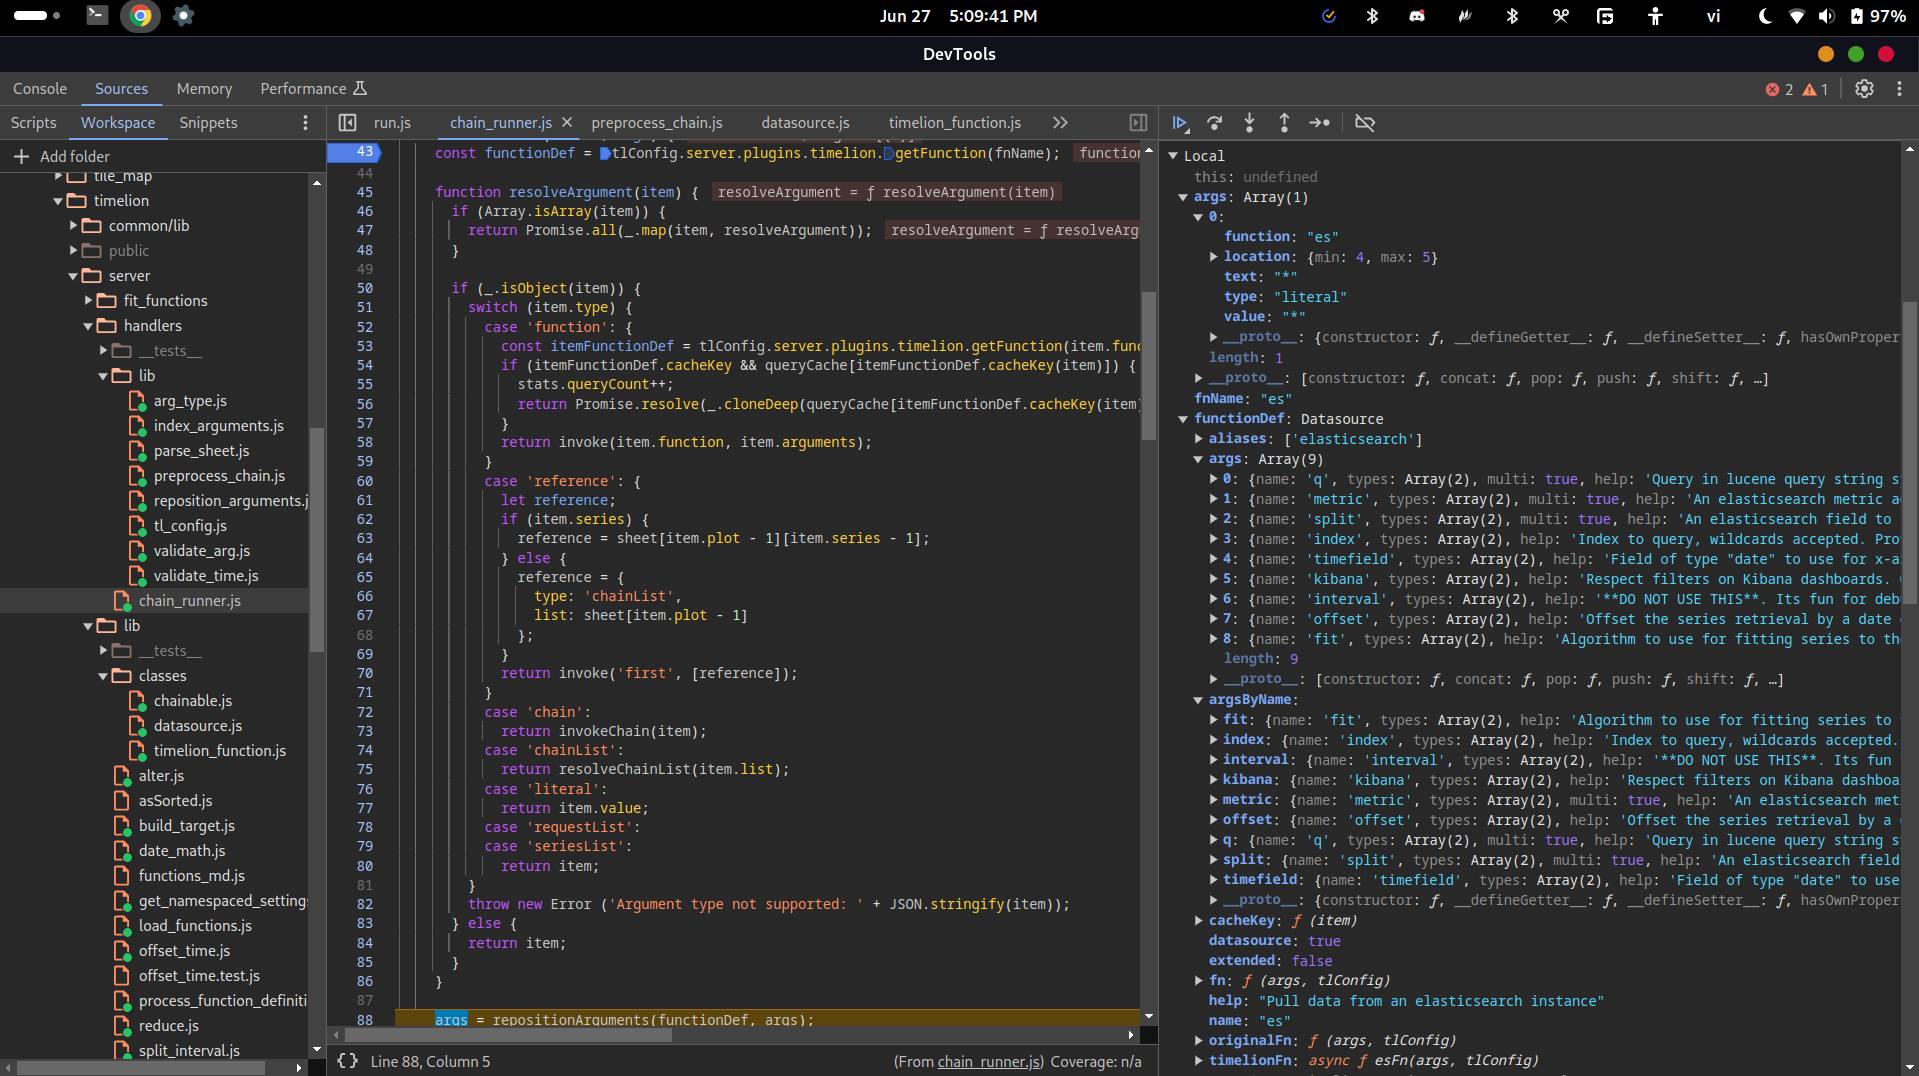 Jun 27 5:09:41 PM
vi
97%
DevTools
Console Sources Memory Performance
2 1
Scripts Workspace Snippets
run.js chain_runner.js preprocess_chain.js datasource.js timelion_function.js
Add folder
tile_map
timelion
common/lib
public
server
fit_functions
handlers
__tests__
lib
arg_type.js
index_arguments.js
parse_sheet.js
preprocess_chain.js
reposition_arguments.j
tl_config.js
validate_arg.js
validate_time.js
chain_runner.js
lib
__tests__
classes
chainable.js
datasource.js
timelion_function.js
alter.js
asSorted.js
build_target.js
date_math.js
functions_md.js
get_namespaced_setting
load_functions.js
offset_time.js
offset_time.test.js
process_function_definiti
reduce.js
split_interval.js
43 const functionDef = tlConfig.server.plugins.timelion.getFunction(fnName); function
44
45 function resolveArgument(item) { resolveArgument = ƒ resolveArgument(item)
46 if (Array.isArray(item)) {
47 return Promise.all(_.map(item, resolveArgument)); resolveArgument = ƒ resolveArg
48 }
49
50 if (_.isObject(item)) {
51 switch (item.type) {
52 case 'function': {
53 const itemFunctionDef = tlConfig.server.plugins.timelion.getFunction(item.fun
54 if (itemFunctionDef.cacheKey && queryCache[itemFunctionDef.cacheKey(item)]) {
55 stats.queryCount++;
56 return Promise.resolve(_.cloneDeep(queryCache[itemFunctionDef.cacheKey(item
57 }
58 return invoke(item.function, item.arguments);
59 }
60 case 'reference': {
61 let reference;
62 if (item.series) {
63 reference = sheet[item.plot - 1][item.series - 1];
64 } else {
65 reference = {
66 type: 'chainList',
67 list: sheet[item.plot - 1]
68 };
69 }
70 return invoke('first', [reference]);
71 }
72 case 'chain':
73 return invokeChain(item);
74 case 'chainList':
75 return resolveChainList(item.list);
76 case 'literal':
77 return item.value;
78 case 'requestList':
79 case 'seriesList':
80 return item;
81 }
82 throw new Error ('Argument type not supported: ' + JSON.stringify(item));
83 } else {
84 return item;
85 }
86 }
87
88 args = repositionArguments(functionDef, args);
{} Line 88, Column 5 (From chain_runner.js) Coverage: n/a
Local
this: undefined
args: Array(1)
0:
function: "es"
location: {min: 4, max: 5}
text: "*"
type: "literal"
value: "*"
__proto__: {constructor: ƒ, __defineGetter__: ƒ, __defineSetter__: ƒ, hasOwnProper
length: 1
__proto__: [constructor: ƒ, concat: ƒ, pop: ƒ, push: ƒ, shift: ƒ, …]
fnName: "es"
functionDef: Datasource
aliases: ['elasticsearch']
args: Array(9)
0: {name: 'q', types: Array(2), multi: true, help: 'Query in lucene query string s
1: {name: 'metric', types: Array(2), multi: true, help: 'An elasticsearch metric a
2: {name: 'split', types: Array(2), multi: true, help: 'An elasticsearch field to
3: {name: 'index', types: Array(2), help: 'Index to query, wildcards accepted. Pro
4: {name: 'timefield', types: Array(2), help: 'Field of type "date" to use for x-a
5: {name: 'kibana', types: Array(2), help: 'Respect filters on Kibana dashboards.
6: {name: 'interval', types: Array(2), help: '**DO NOT USE THIS**. Its fun for deb
7: {name: 'offset', types: Array(2), help: 'Offset the series retrieval by a date
8: {name: 'fit', types: Array(2), help: 'Algorithm to use for fitting series to th
length: 9
__proto__: [constructor: ƒ, concat: ƒ, pop: ƒ, push: ƒ, shift: ƒ, …]
argsByName:
fit: {name: 'fit', types: Array(2), help: 'Algorithm to use for fitting series to
index: {name: 'index', types: Array(2), help: 'Index to query, wildcards accepted.
interval: {name: 'interval', types: Array(2), help: '**DO NOT USE THIS**. Its fun
kibana: {name: 'kibana', types: Array(2), help: 'Respect filters on Kibana dashboa
metric: {name: 'metric', types: Array(2), multi: true, help: 'An elasticsearch met
offset: {name: 'offset', types: Array(2), help: 'Offset the series retrieval by a
q: {name: 'q', types: Array(2), multi: true, help: 'Query in lucene query string s
split: {name: 'split', types: Array(2), multi: true, help: 'An elasticsearch field
timefield: {name: 'timefield', types: Array(2), help: 'Field of type "date" to use
__proto__: {constructor: ƒ, __defineGetter__: ƒ, __defineSetter__: ƒ, hasOwnProper
cacheKey: ƒ (item)
datasource: true
extended: false
fn: ƒ (args, tlConfig)
help: "Pull data from an elasticsearch instance"
name: "es"
originalFn: ƒ (args, tlConfig)
timelionFn: async ƒ esFn(args, tlConfig)